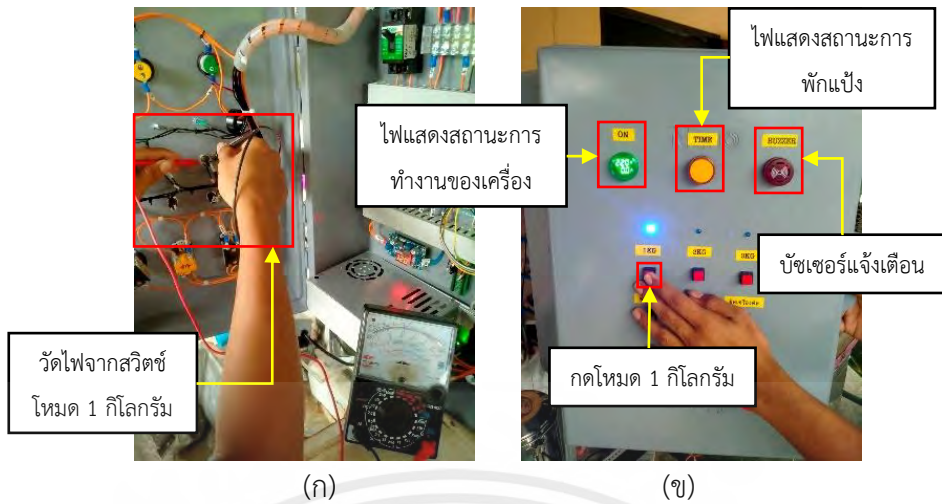 ไฟแสดงสถานะการ
พักแป้ง
ไฟแสดงสถานะการ
ทำงานของเครื่อง
ON
TIME
BUZZER
1KG
2KG
3KG
บัซเซอร์แจ้งเตือน
วัดไฟจากสวิตช์
โหมด 1 กิโลกรัม
กดโหมด 1 กิโลกรัม
(ก)
(ข)